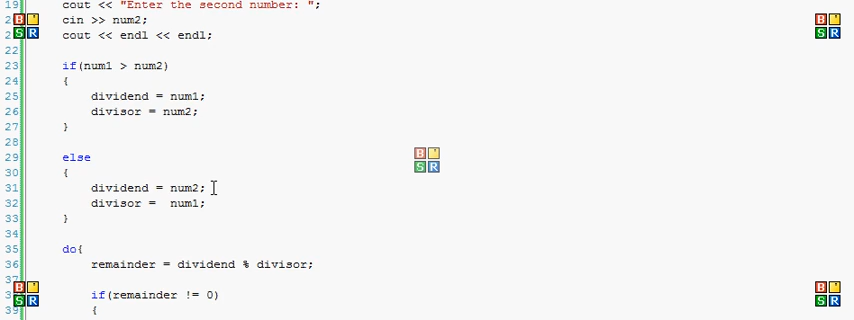 19 cout << "Enter the second number: ";
2 cin >> num2;
2 cout << endl << endl;
22
23 if(num1 > num2)
24 {
25 dividend = num1;
26 divisor = num2;
27 }
28
29 else
30 {
31 dividend = num2;
32 divisor =  num1;
33 }
34
35 do{
36 remainder = dividend % divisor;
37
3 if(remainder != 0)
39 {
B S R
B S R
B S R
B S R
B S R